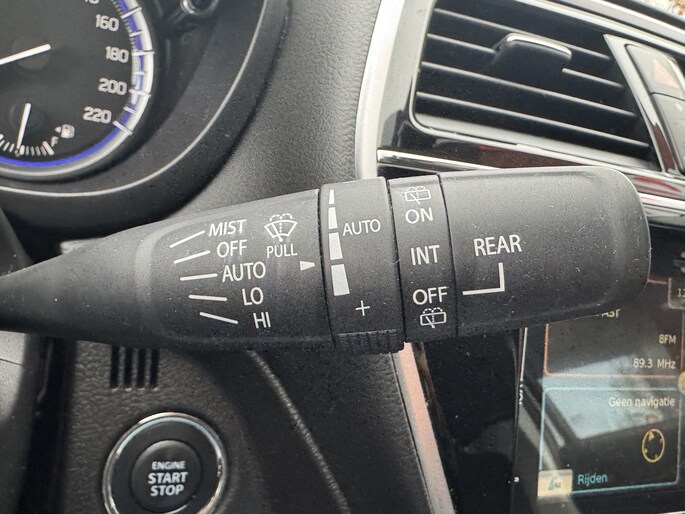 160
180
200
220
MIST
OFF
AUTO
LO
HI
PULL
AUTO
+
ON
INT
OFF
REAR
ENGINE
START
STOP
8FM
89.3 MHz
Geen navigatie
Rijden